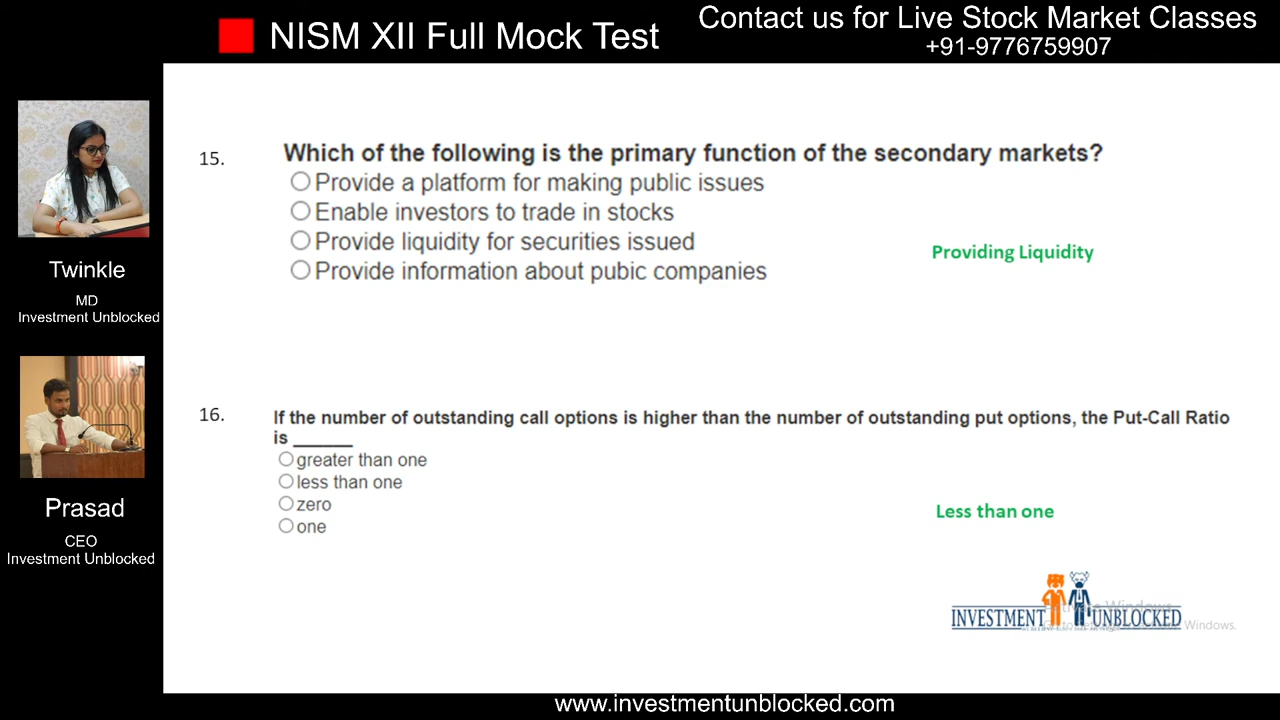 NISM XII Full Mock Test
Contact us for Live Stock Market Classes
+91-9776759907
Twinkle
MD
Investment Unblocked
Prasad
CEO
Investment Unblocked
15.
Which of the following is the primary function of the secondary markets?
Provide a platform for making public issues
Enable investors to trade in stocks
Provide liquidity for securities issued
Provide information about pubic companies
Providing Liquidity
16.
If the number of outstanding call options is higher than the number of outstanding put options, the Put-Call Ratio
is ______
greater than one
less than one
zero
one
Less than one
INVESTMENT UNBLOCKED
Windows.
www.investmentunblocked.com